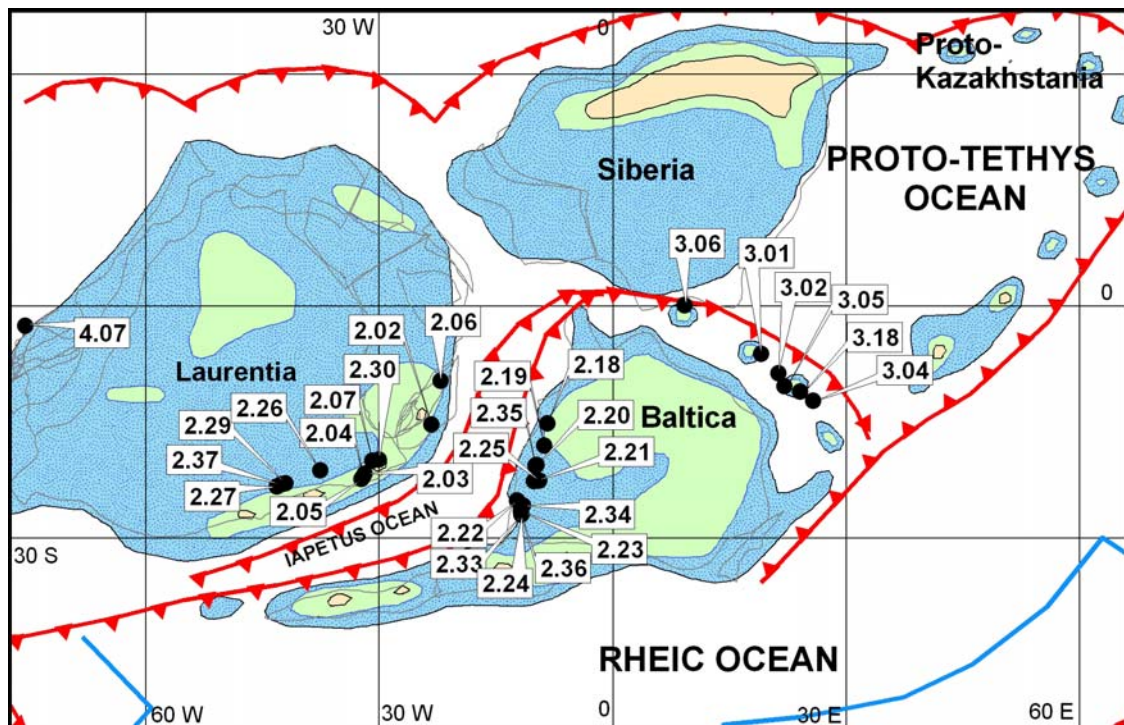 30 W
0
Proto-
Kazakhstania
Siberia
PROTO-TETHYS
OCEAN
3.06
3.01
3.02
3.05
0
4.07
2.02
2.06
3.18
Laurentia
2.30
2.18
3.04
2.19
2.26
2.07
2.35
2.20
Baltica
2.29
2.04
2.25
2.21
2.37
2.03
2.27
2.05
2.34
2.22
30 S
IAPETUS OCEAN
2.33
2.23
2.24
2.36
RHEIC OCEAN
60 W
30 W
0
30 E
60 E